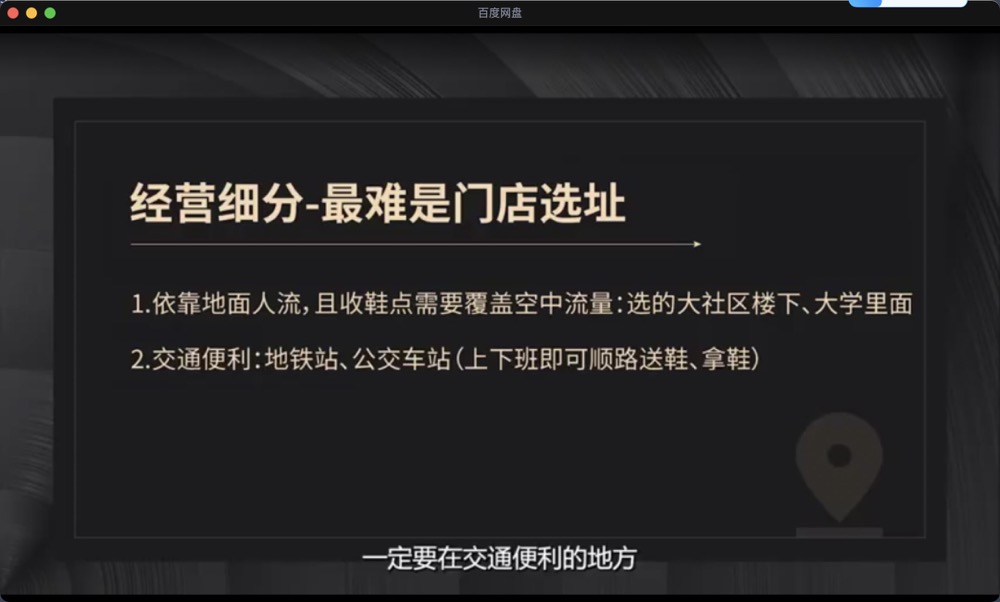 百度网盘
经营细分-最难是门店选址
1.依靠地面人流，且收鞋点需要覆盖空中流量：选的大社区楼下、大学里面
2.交通便利：地铁站、公交车站（上下班即可顺路送鞋、拿鞋）
一定要在交通便利的地方